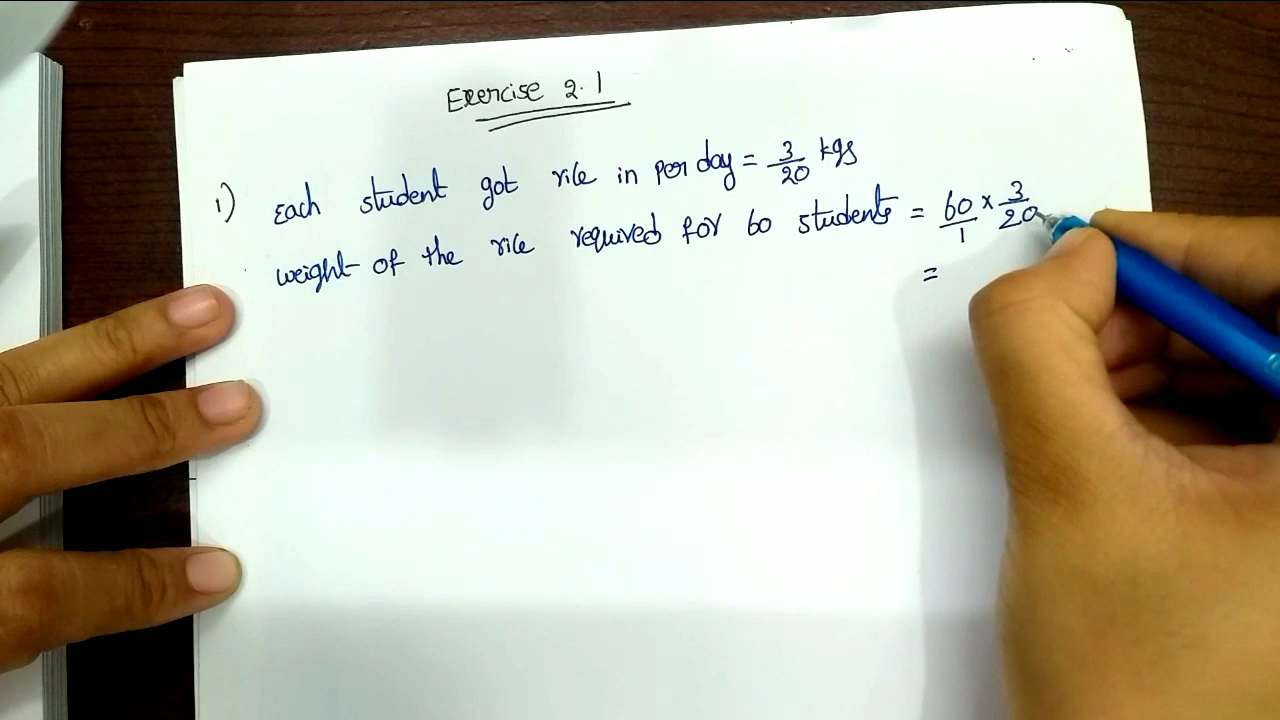 Exercise 2.1
1) Each student got rice in per day = 3/20 kgs
weight of the rice required for 60 students = 60/1 × 3/20
=